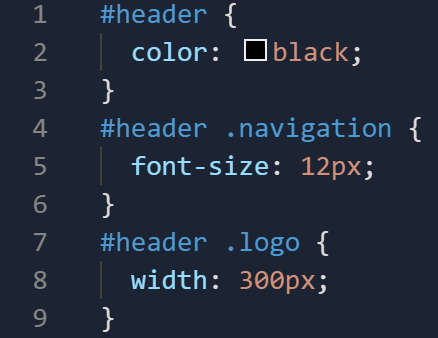 1 #header {
2 color: black;
3 }
4 #header .navigation {
5 font-size: 12px;
6 }
7 #header .logo {
8 width: 300px;
9 }